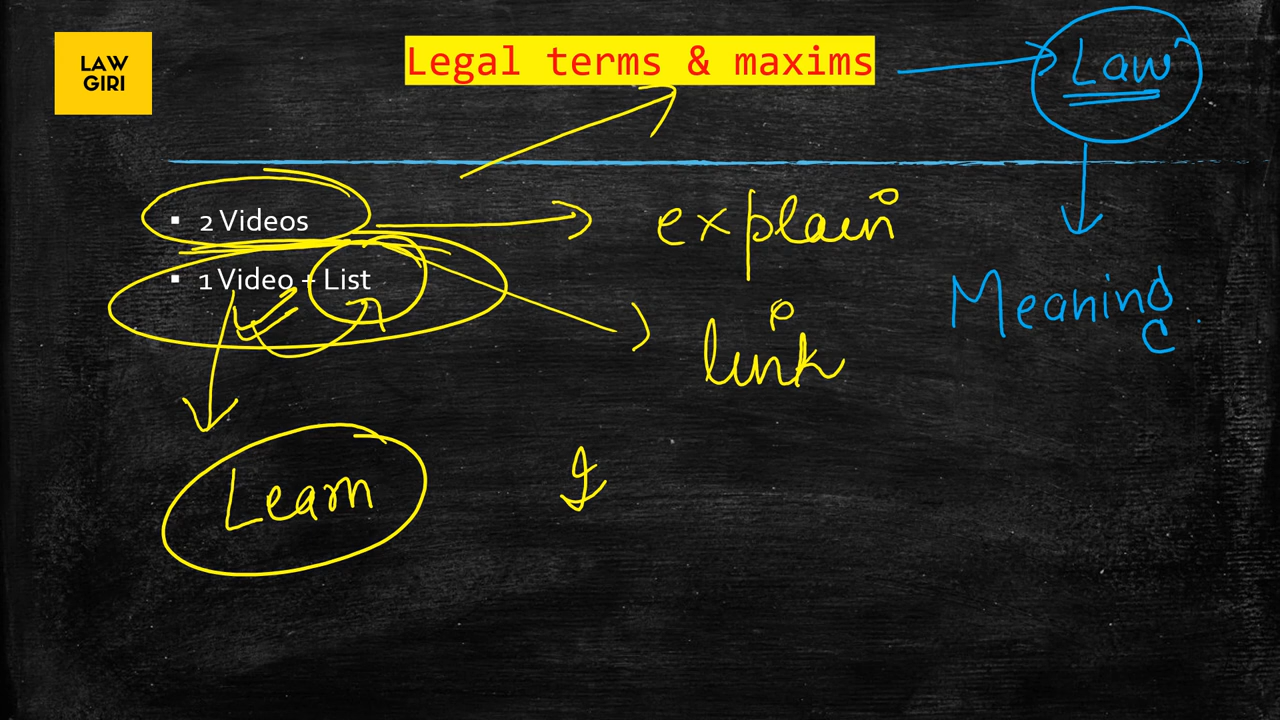 LAW
GIRI
Legal terms & maxims
Law
▪ 2 Videos
explain
▪ 1 Video + List
Meaning
link
Learn